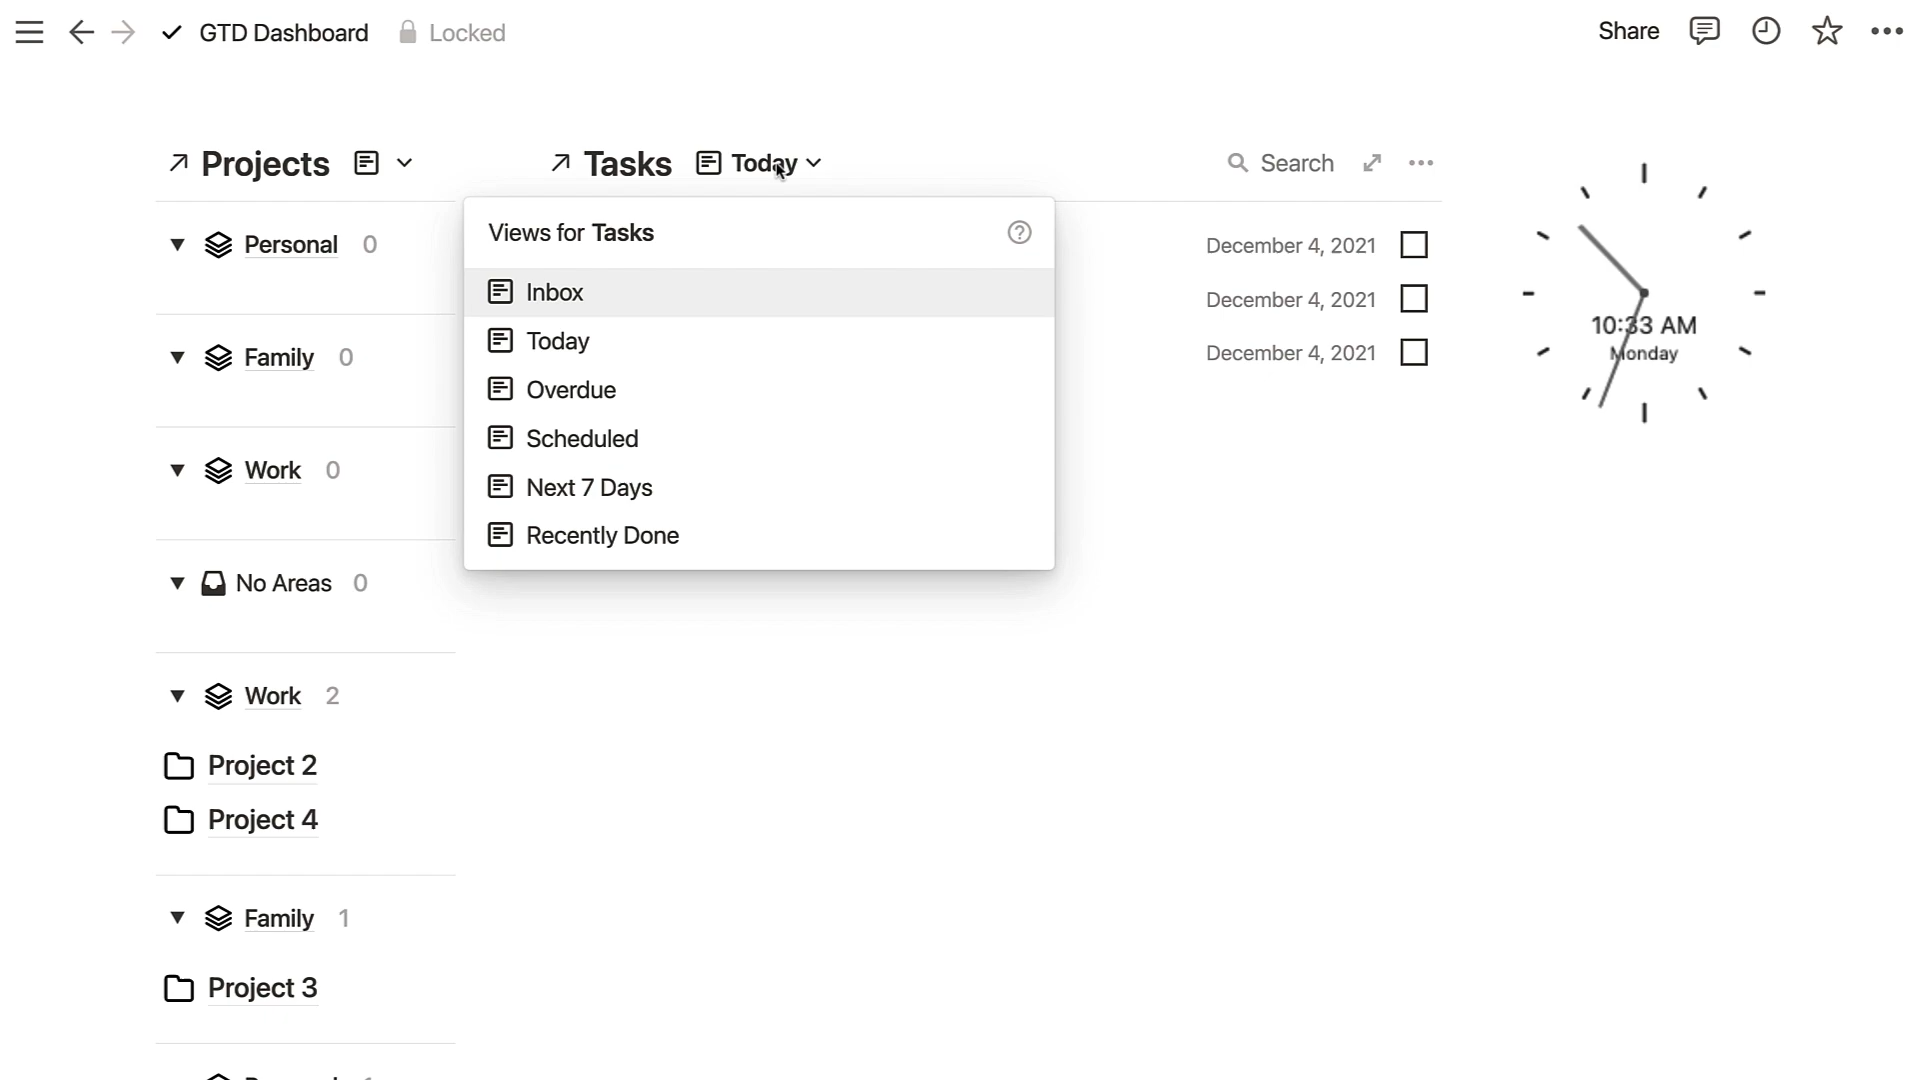 GTD Dashboard Locked
Share
Projects
Tasks Today
Search
Views for Tasks
Inbox
Today
Overdue
Scheduled
Next 7 Days
Recently Done
Personal 0
Family 0
Work 0
No Areas 0
Work 2
Project 2
Project 4
Family 1
Project 3
December 4, 2021
December 4, 2021
December 4, 2021
10:33 AM
Monday